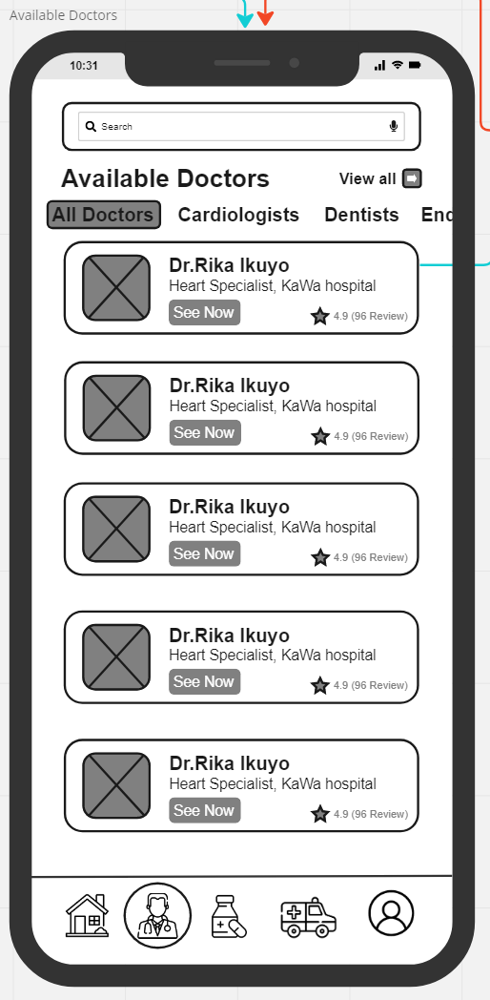 Available Doctors
10:31
Search
Available Doctors
View all
All Doctors Cardiologists Dentists End
Dr.Rika Ikuyo
Heart Specialist, KaWa hospital
See Now
4.9 (96 Review)
Dr.Rika Ikuyo
Heart Specialist, KaWa hospital
See Now
4.9 (96 Review)
Dr.Rika Ikuyo
Heart Specialist, KaWa hospital
See Now
4.9 (96 Review)
Dr.Rika Ikuyo
Heart Specialist, KaWa hospital
See Now
4.9 (96 Review)
Dr.Rika Ikuyo
Heart Specialist, KaWa hospital
See Now
4.9 (96 Review)